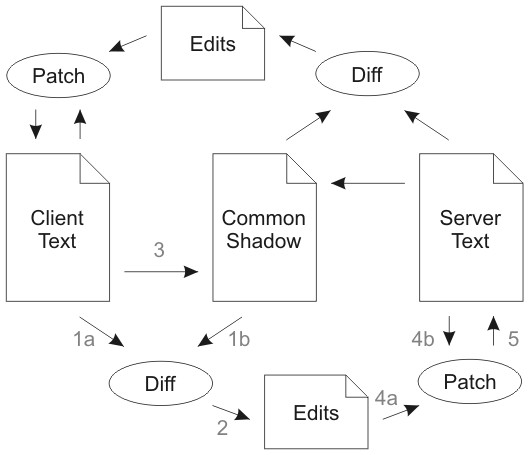 Edits
Patch
Diff
Client
Text
Common
Shadow
Server
Text
3
1a
1b
4b
5
Diff
Patch
2
Edits
4a